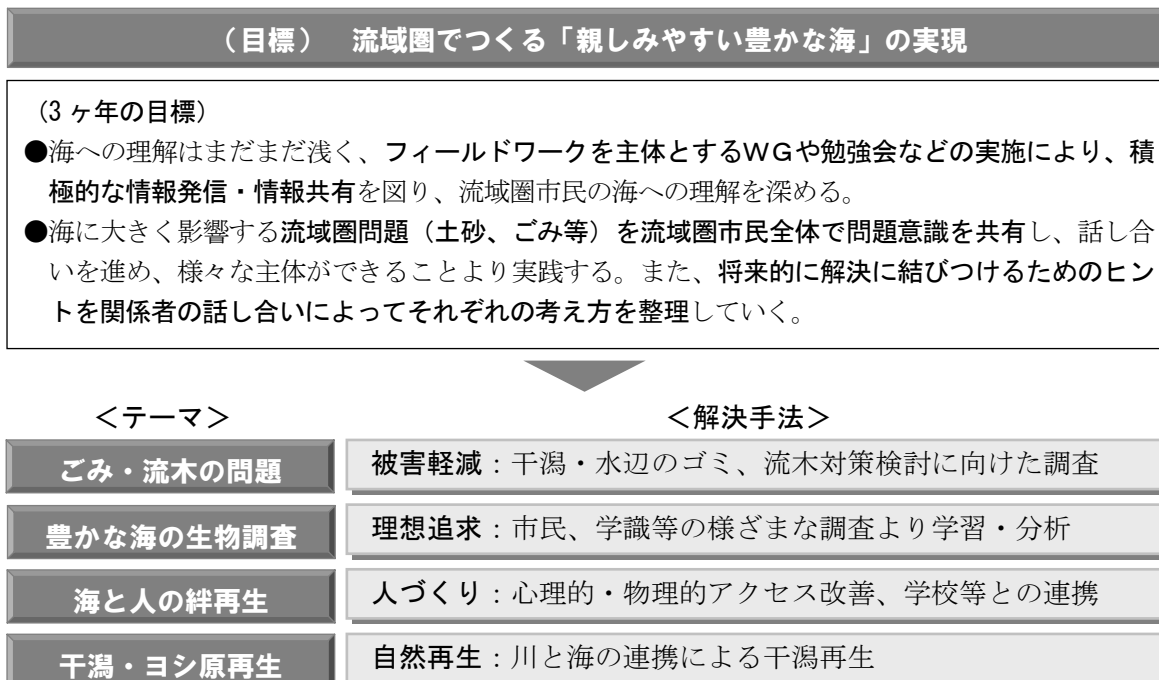 （目標）　流域圏でつくる「親しみやすい豊かな海」の実現
（3 ヶ年の目標）
●海への理解はまだまだ浅く、フィールドワークを主体とするＷＧや勉強会などの実施により、積
極的な情報発信・情報共有を図り、流域圏市民の海への理解を深める。
●海に大きく影響する流域圏問題（土砂、ごみ等）を流域圏市民全体で問題意識を共有し、話し合
いを進め、様々な主体ができることより実践する。また、将来的に解決に結びつけるためのヒン
トを関係者の話し合いによってそれぞれの考え方を整理していく。
＜テーマ＞　＜解決手法＞
ごみ・流木の問題　被害軽減：干潟・水辺のゴミ、流木対策検討に向けた調査
豊かな海の生物調査　理想追求：市民、学識等の様ざまな調査より学習・分析
海と人の絆再生　人づくり：心理的・物理的アクセス改善、学校等との連携
干潟・ヨシ原再生　自然再生：川と海の連携による干潟再生